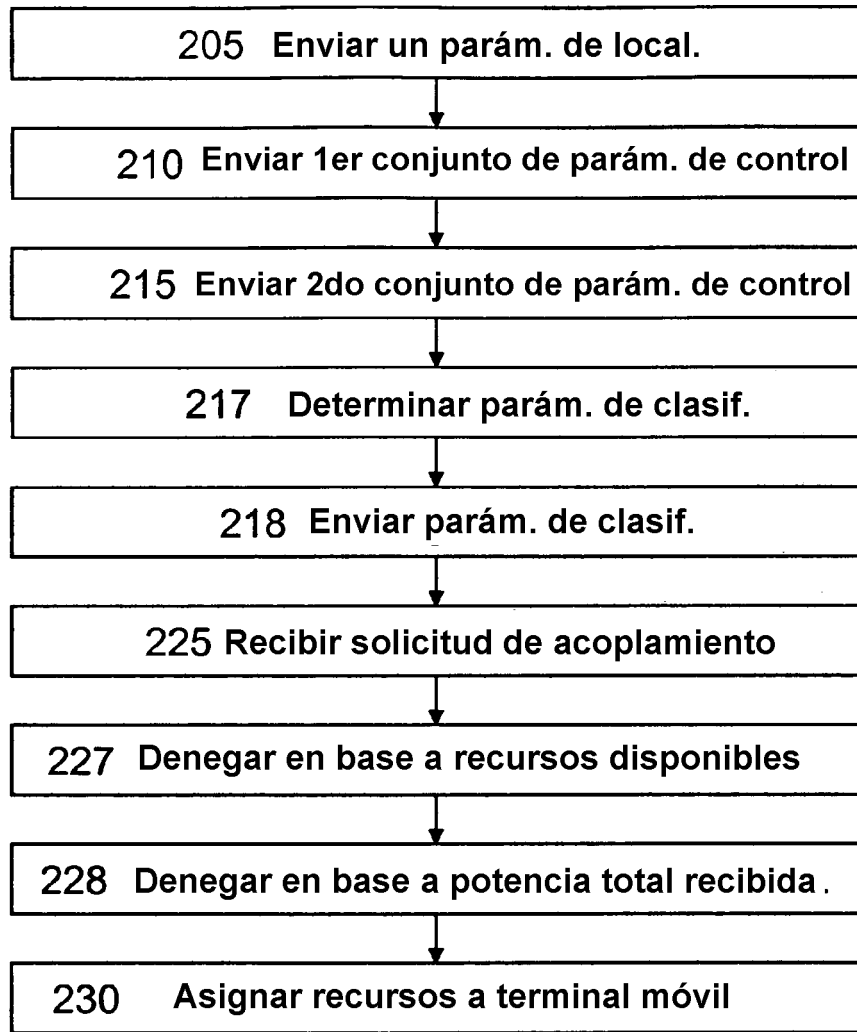 205 Enviar un parám. de local.
210 Enviar 1er conjunto de parám. de control
215 Enviar 2do conjunto de parám. de control
217 Determinar parám. de clasif.
218 Enviar parám. de clasif.
225 Recibir solicitud de acoplamiento
227 Denegar en base a recursos disponibles
228 Denegar en base a potencia total recibida .
230 Asignar recursos a terminal móvil